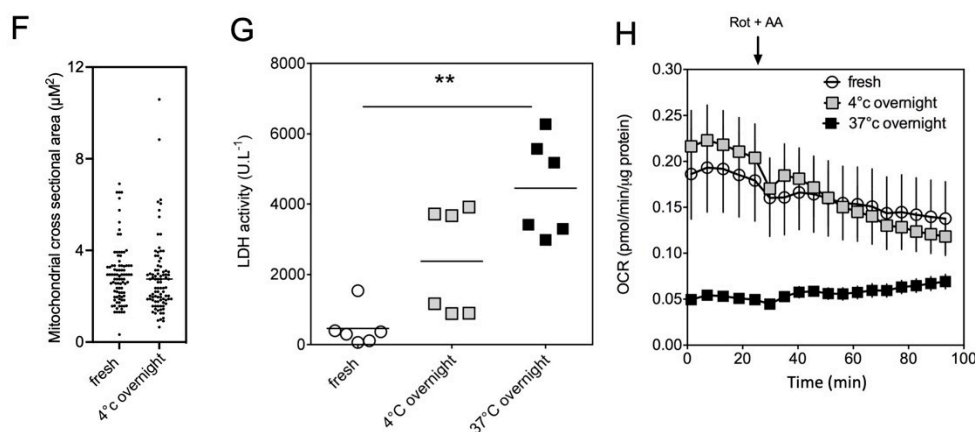 F
Mitochondrial cross sectional area (µM²)
12
8
4
0
fresh
4°c overnight
G
LDH activity (U.L⁻¹)
8000
6000
4000
2000
0
**
fresh
4°C overnight
37°c overnight
H
Rot + AA
OCR (pmol/min/µg protein)
0.30
0.25
0.20
0.15
0.10
0.05
0.00
fresh
4°c overnight
37°c overnight
0 20 40 60 80 100
Time (min)